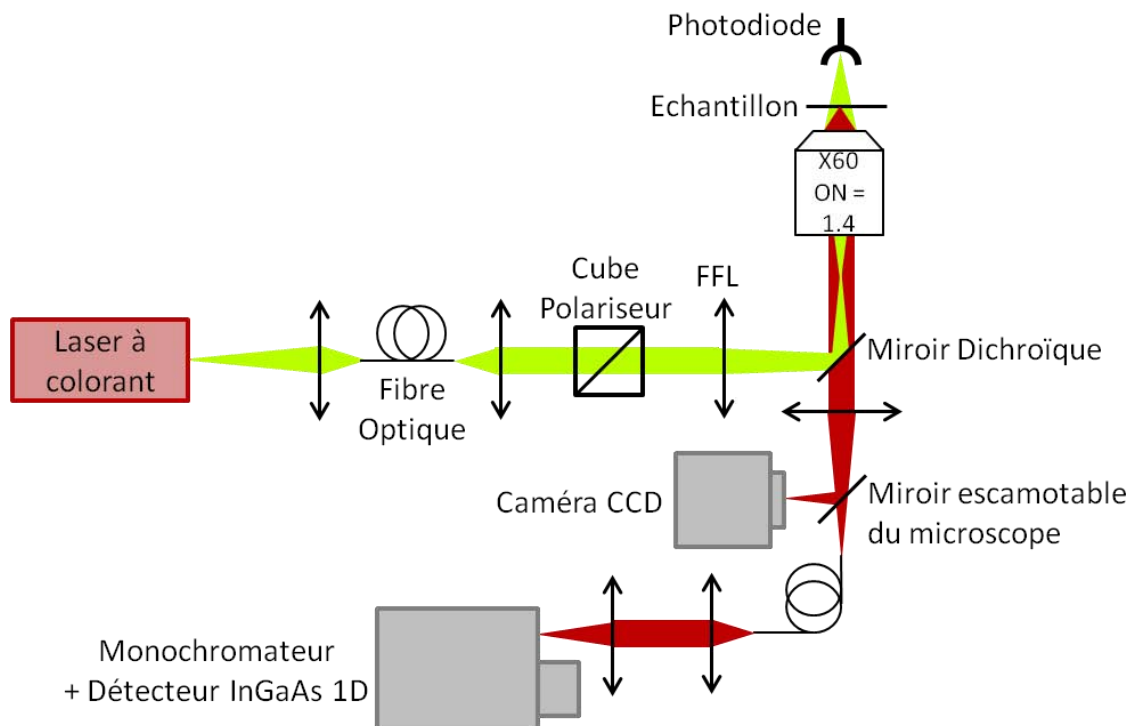 Photodiode
Echantillon
X60
ON =
1.4
Cube
Polariseur
FFL
Laser à
colorant
Fibre
Optique
Miroir Dichroïque
Caméra CCD
Miroir escamotable
du microscope
Monochromateur
+ Détecteur InGaAs 1D